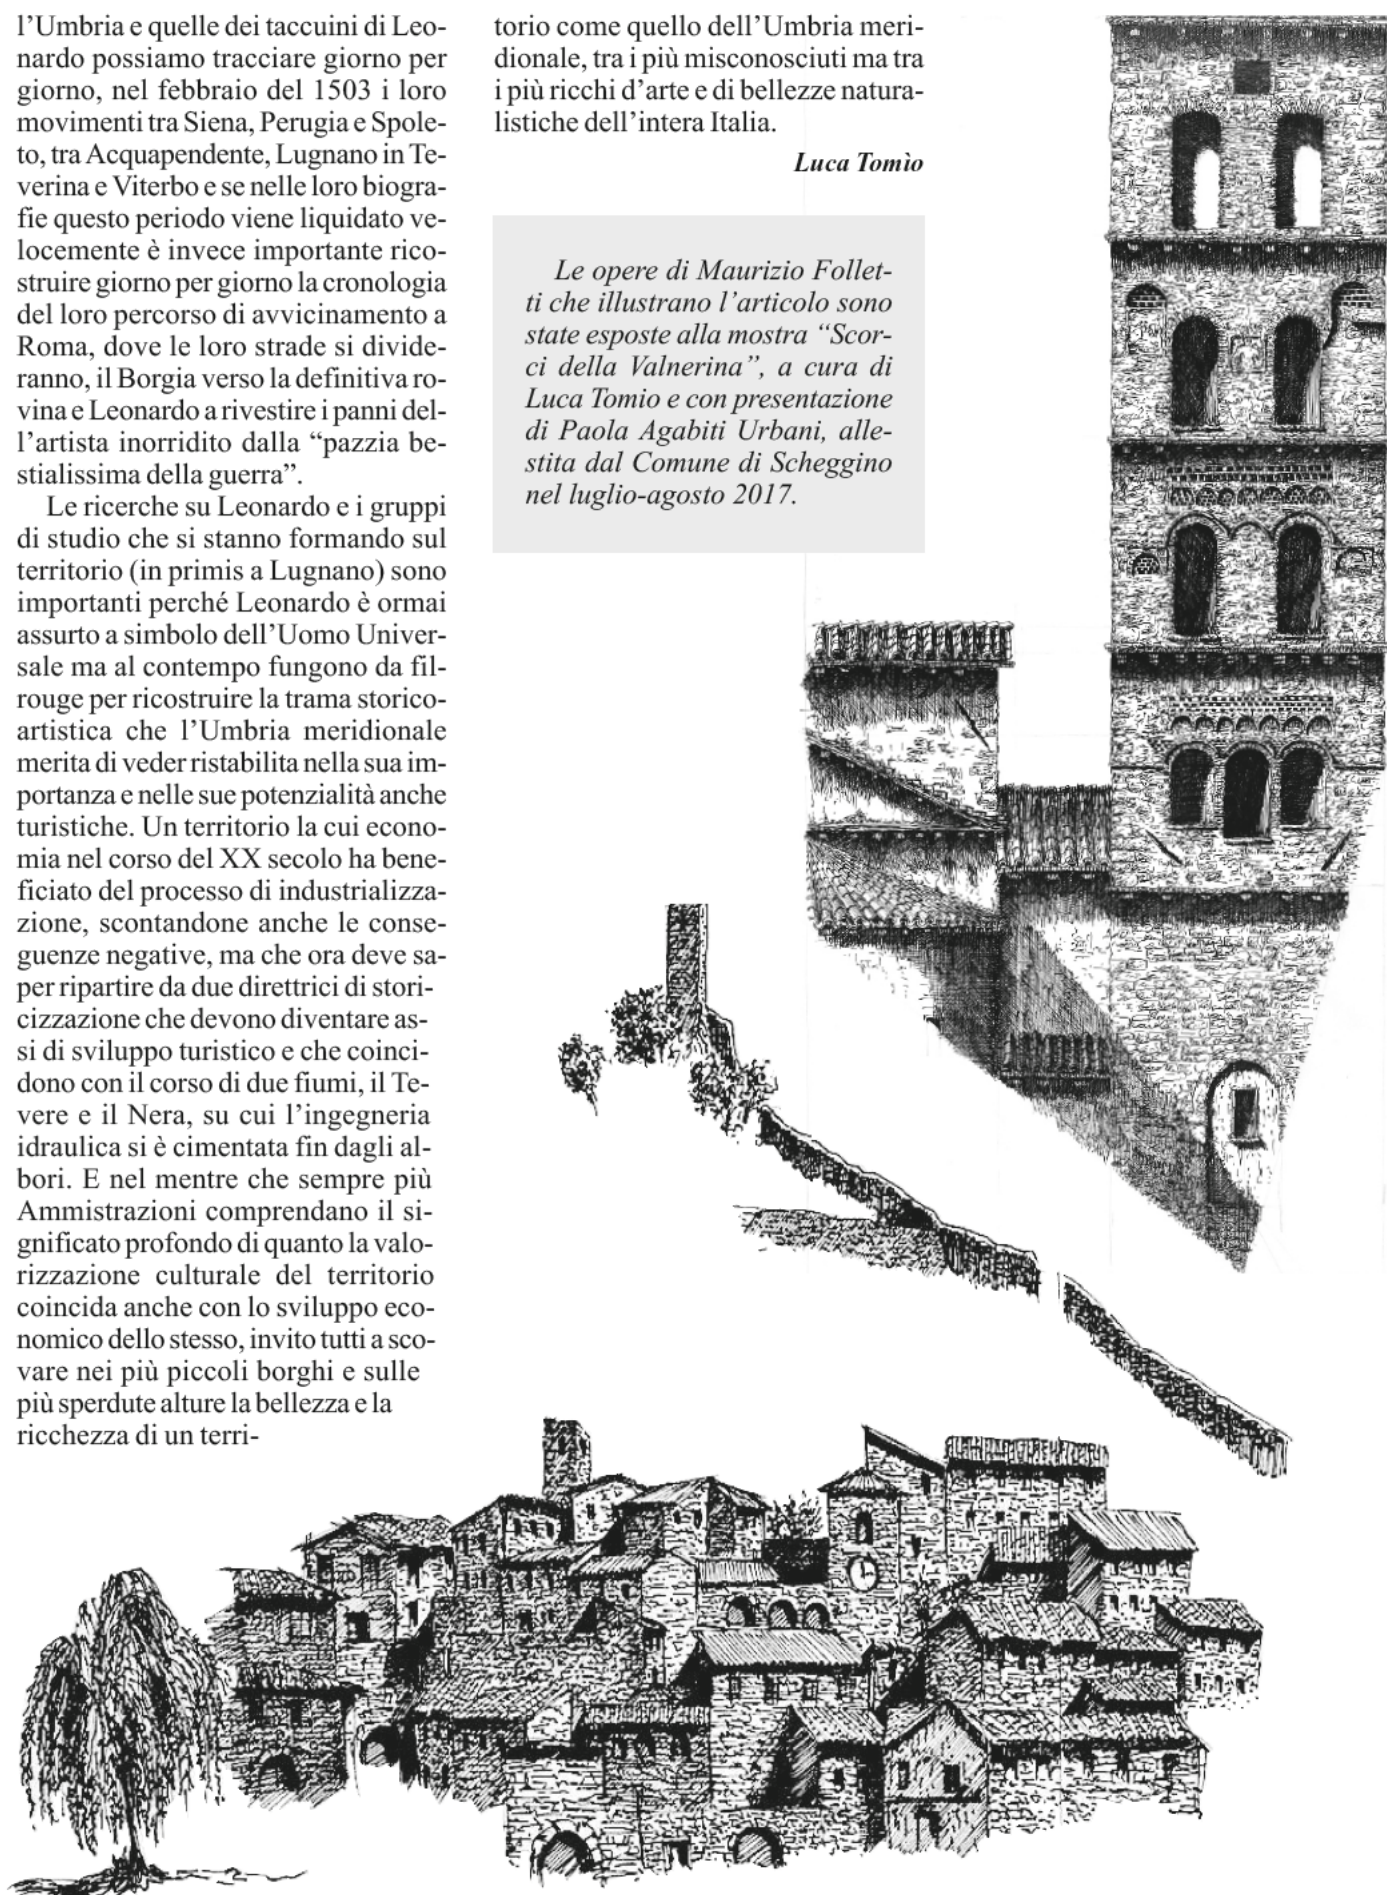 l’Umbria e quelle dei taccuini di Leo-
nardo possiamo tracciare giorno per
giorno, nel febbraio del 1503 i loro
movimenti tra Siena, Perugia e Spole-
to, tra Acquapendente, Lugnano in Te-
verina e Viterbo e se nelle loro biogra-
fie questo periodo viene liquidato ve-
locemente è invece importante rico-
struire giorno per giorno la cronologia
del loro percorso di avvicinamento a
Roma, dove le loro strade si divide-
ranno, il Borgia verso la definitiva ro-
vina e Leonardo a rivestire i panni del-
l’artista inorridito dalla “pazzia be-
stialissima della guerra”.
Le ricerche su Leonardo e i gruppi
di studio che si stanno formando sul
territorio (in primis a Lugnano) sono
importanti perché Leonardo è ormai
assurto a simbolo dell’Uomo Univer-
sale ma al contempo fungono da fil-
rouge per ricostruire la trama storico-
artistica che l’Umbria meridionale
merita di veder ristabilita nella sua im-
portanza e nelle sue potenzialità anche
turistiche. Un territorio la cui econo-
mia nel corso del XX secolo ha bene-
ficiato del processo di industrializza-
zione, scontandone anche le conse-
guenze negative, ma che ora deve sa-
per ripartire da due direttrici di stori-
cizzazione che devono diventare as-
si di sviluppo turistico e che coinci-
dono con il corso di due fiumi, il Te-
vere e il Nera, su cui l’ingegneria
idraulica si è cimentata fin dagli al-
bori. E nel mentre che sempre più
Ammistrazioni comprendano il si-
gnificato profondo di quanto la valo-
rizzazione culturale del territorio
coincida anche con lo sviluppo eco-
nomico dello stesso, invito tutti a sco-
vare nei più piccoli borghi e sulle
più sperdute alture la bellezza e la
ricchezza di un terri-
torio come quello dell’Umbria meri-
dionale, tra i più misconosciuti ma tra
i più ricchi d’arte e di bellezze natura-
listiche dell’intera Italia.
Luca Tomìo
Le opere di Maurizio Follet-
ti che illustrano l’articolo sono
state esposte alla mostra “Scor-
ci della Valnerina”, a cura di
Luca Tomio e con presentazione
di Paola Agabiti Urbani, alle-
stita dal Comune di Scheggino
nel luglio-agosto 2017.